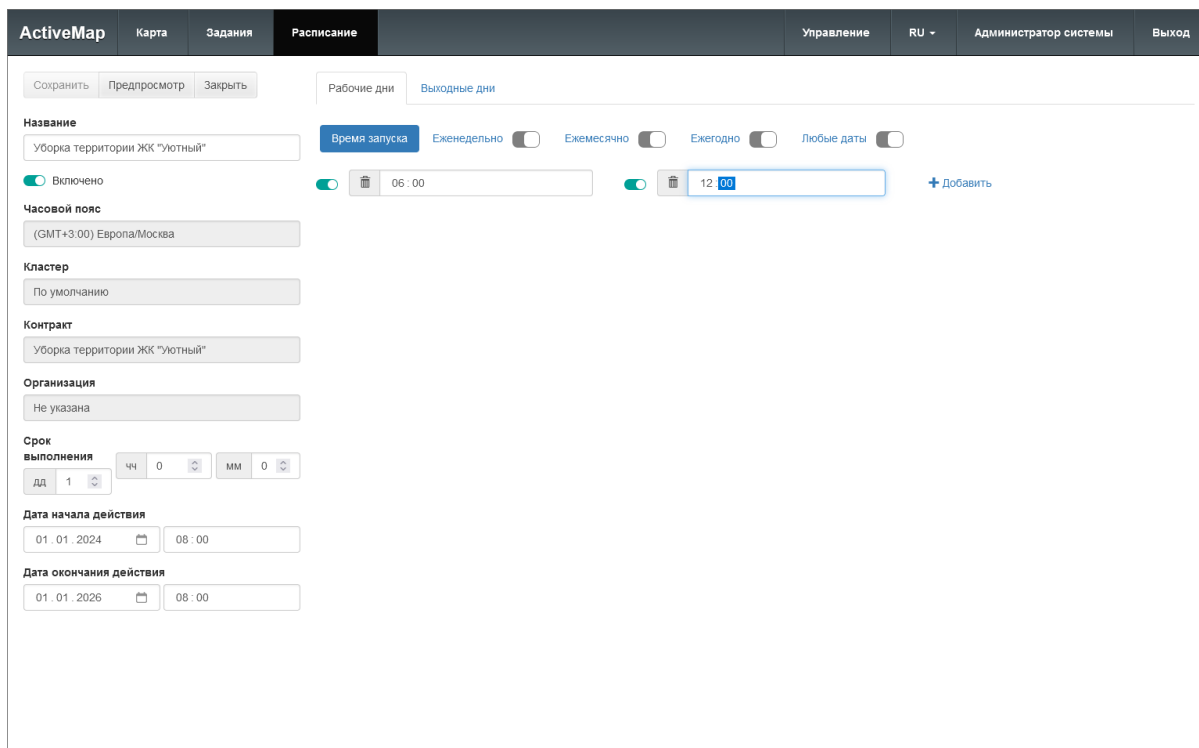 ActiveMap Карта Задания Расписание Управление RU Администратор системы Выход
Сохранить Предпросмотр Закрыть
Рабочие дни Выходные дни
Название
Уборка территории ЖК "Уютный"
Время запуска Еженедельно Ежемесячно Ежегодно Любые даты
Включено
06:00 12:00 + Добавить
Часовой пояс
(GMT+3:00) Европа/Москва
Кластер
По умолчанию
Контракт
Уборка территории ЖК "Уютный"
Организация
Не указана
Срок
выполнения
дд 1 чч 0 мм 0
Дата начала действия
01.01.2024 08:00
Дата окончания действия
01.01.2026 08:00